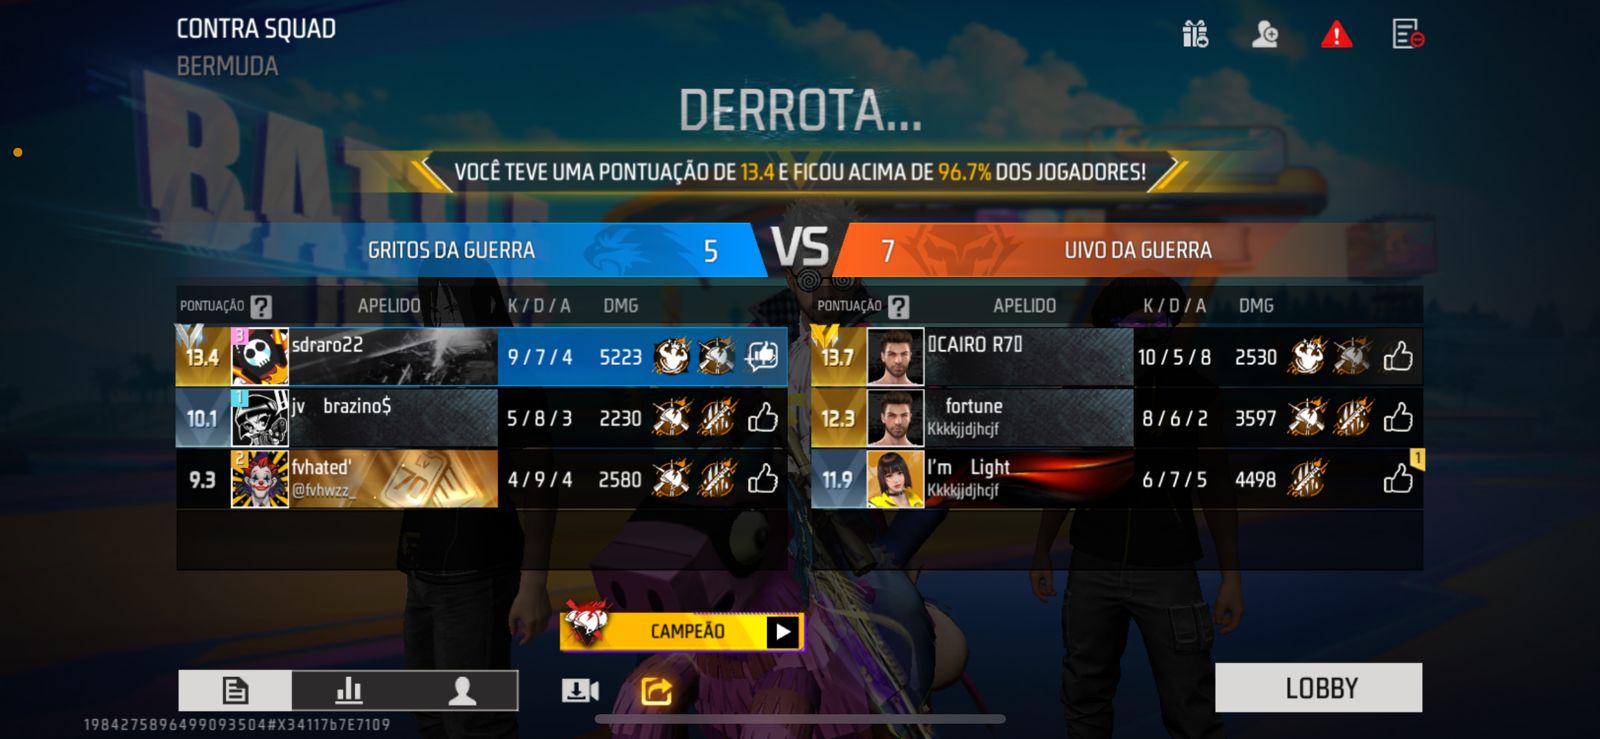 CONTRA SQUAD
BERMUDA
DERROTA...
VOCÊ TEVE UMA PONTUAÇÃO DE 13.4 E FICOU ACIMA DE 96.7% DOS JOGADORES!
GRITOS DA GUERRA 5 VS 7 UIVO DA GUERRA
PONTUAÇÃO ? APELIDO K / D / A DMG
13.4 3 sdraro22 9 / 7 / 4 5223
10.1 1 jv brazino$ 5 / 8 / 3 2230
9.3 2 fvhated' 4 / 9 / 4 2580
@fvhwzz_
PONTUAÇÃO ? APELIDO K / D / A DMG
13.7 CAIRO R7 10 / 5 / 8 2530
12.3 fortune 8 / 6 / 2 3597
Kkkkjjdjhcjf
11.9 I'm Light 6 / 7 / 5 4498 1
Kkkkjjdjhcjf
CAMPEÃO
LOBBY
1984275896499093504#X34117b7E7109